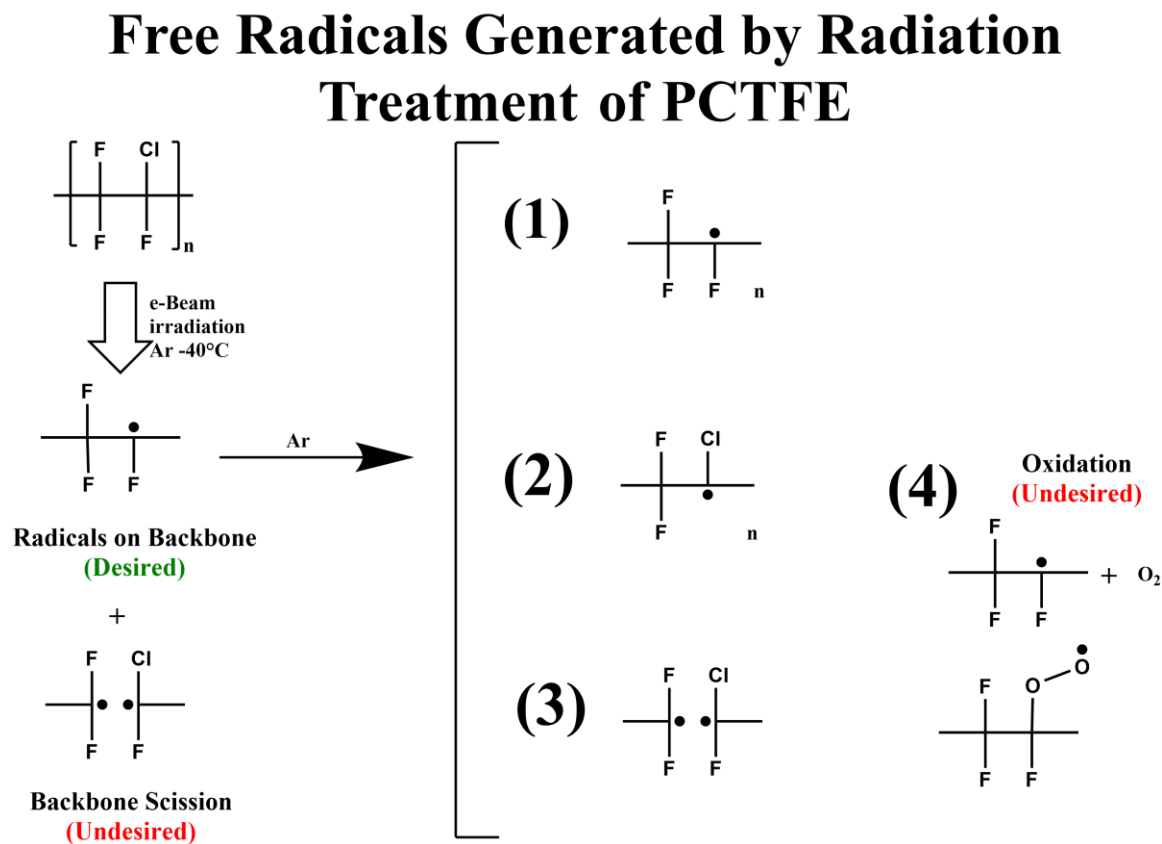 Free Radicals Generated by Radiation
Treatment of PCTFE
F Cl
F F n
e-Beam
irradiation
Ar -40°C
F
F F
Radicals on Backbone
(Desired)
+
F Cl
F F
Backbone Scission
(Undesired)
Ar
(1)
F
F F n
(2)
F Cl
F n
(3)
F Cl
F F
(4)
Oxidation
(Undesired)
F
F F
+ O₂
F O O
F F